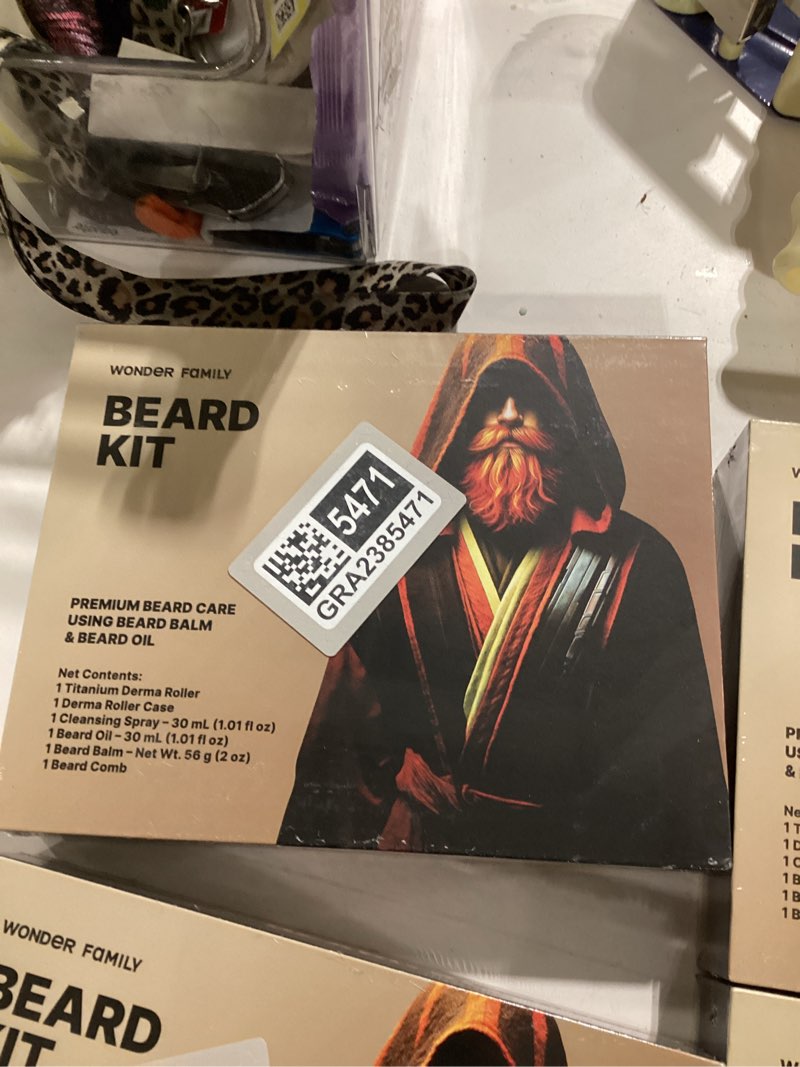 WONDER FAMILY
BEARD
KIT
5471
GRA2385471
PREMIUM BEARD CARE
USING BEARD BALM
& BEARD OIL
Net Contents:
1 Titanium Derma Roller
1 Derma Roller Case
1 Cleansing Spray – 30 mL (1.01 fl oz)
1 Beard Oil – 30 mL (1.01 fl oz)
1 Beard Balm – Net Wt. 56 g (2 oz)
1 Beard Comb
WONDER FAMILY
BEARD
KIT